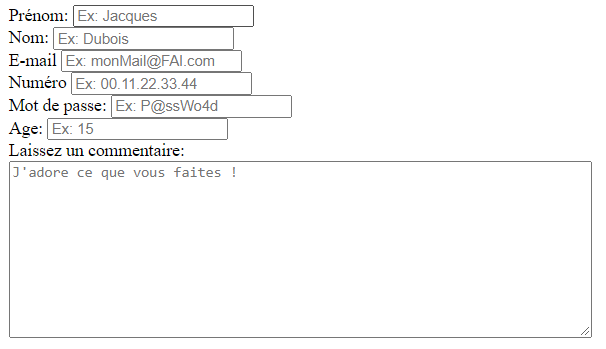 Prénom: Ex: Jacques
Nom: Ex: Dubois
E-mail Ex: monMail@FAI.com
Numéro Ex: 00.11.22.33.44
Mot de passe: Ex: P@ssWo4d
Age: Ex: 15
Laissez un commentaire:
J'adore ce que vous faites !